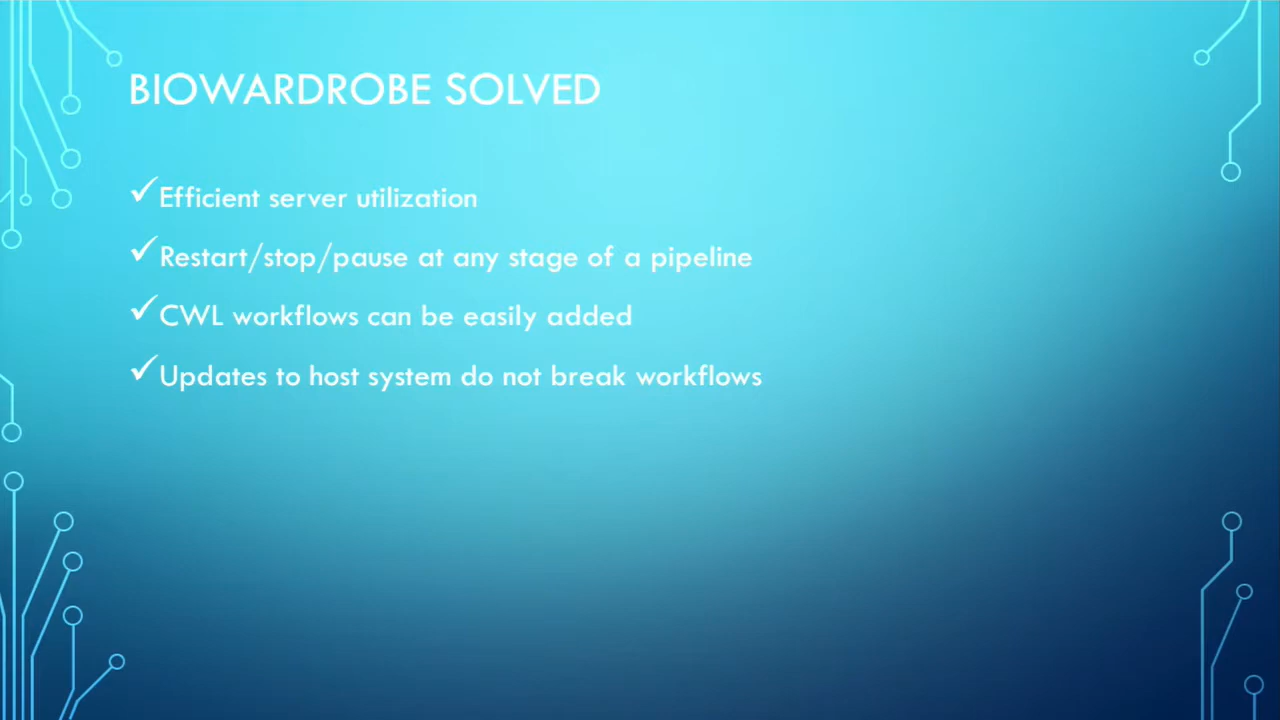 BIOWARDROBE SOLVED
✓Efficient server utilization
✓Restart/stop/pause at any stage of a pipeline
✓CWL workflows can be easily added
✓Updates to host system do not break workflows